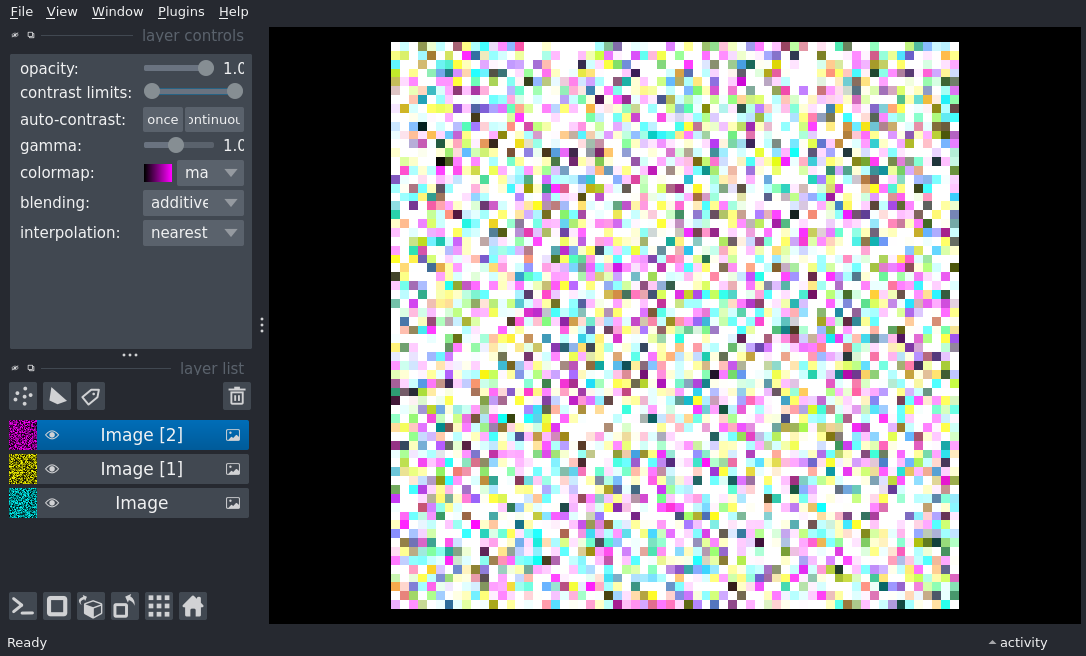 File View Window Plugins Help
layer controls
opacity: 1.0
contrast limits:
auto-contrast: once ontinuou
gamma: 1.0
colormap: ma
blending: additive
interpolation: nearest
layer list
Image [2]
Image [1]
Image
Ready
activity